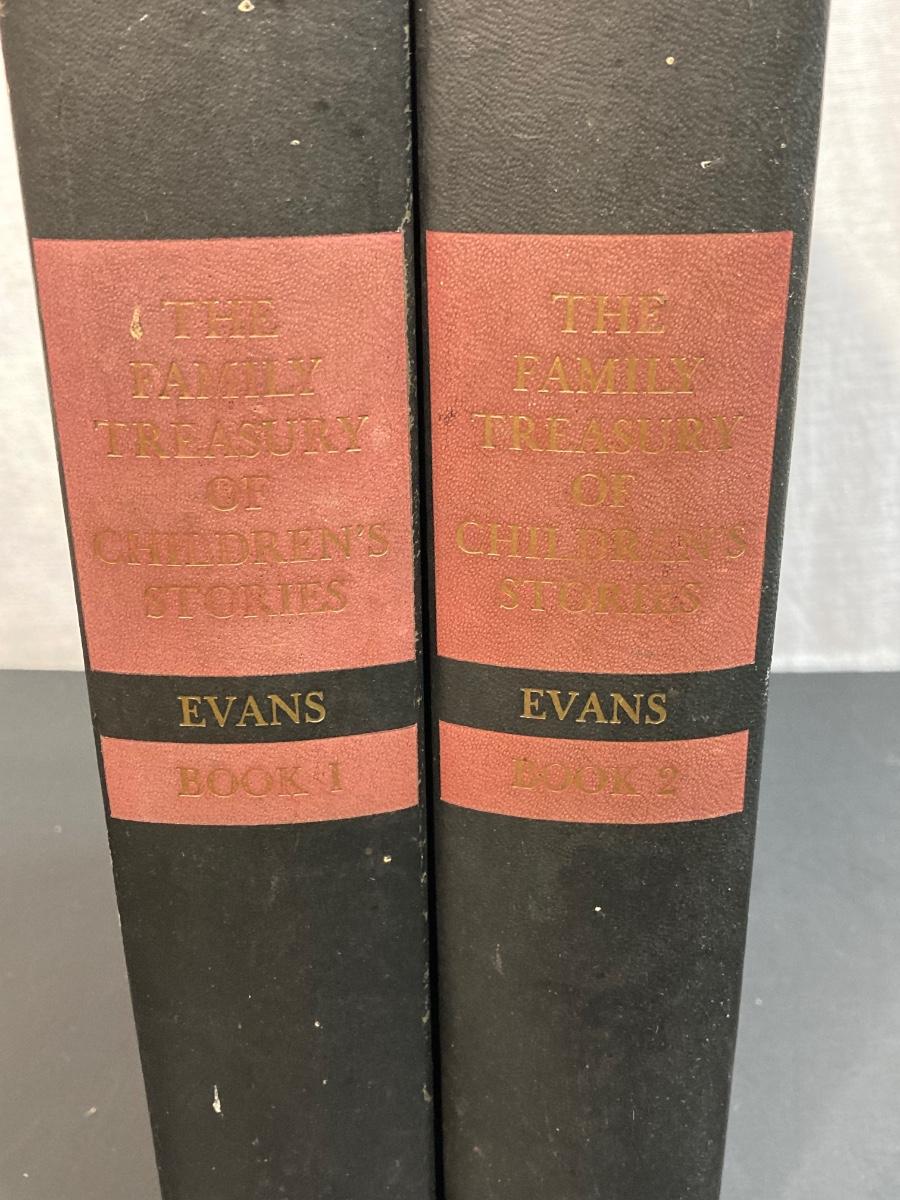 THE
FAMILY
TREASURY
OF
CHILDREN'S
STORIES
EVANS
BOOK 1
THE
FAMILY
TREASURY
OF
CHILDREN'S
STORIES
EVANS
BOOK 2